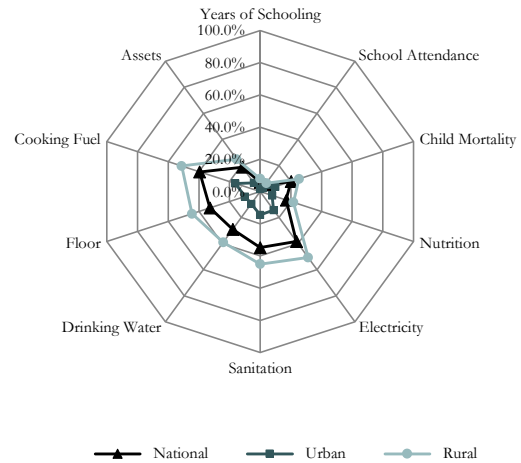 Years of Schooling
100.0%
Assets
School Attendance
80.0%
60.0%
Cooking Fuel
40.0%
Child Mortality
20.0%
0.0%
Floor
Nutrition
Drinking Water
Electricity
Sanitation
National
Urban
Rural